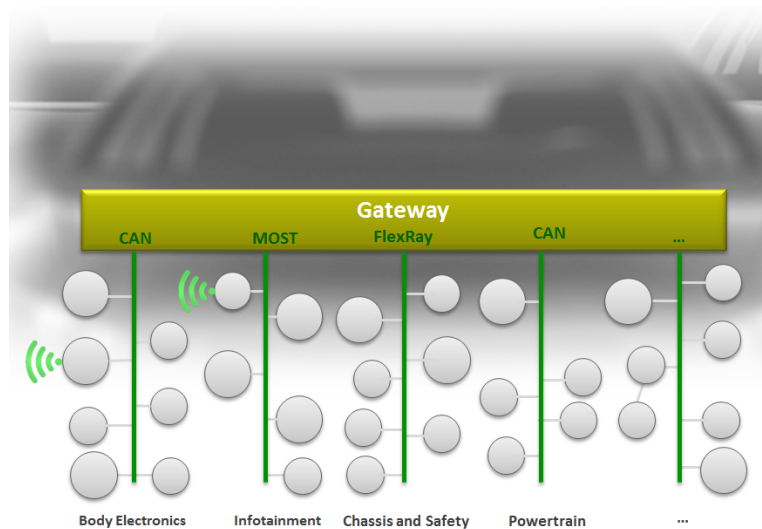 Gateway
CAN MOST FlexRay CAN ...
Body Electronics Infotainment Chassis and Safety Powertrain ...